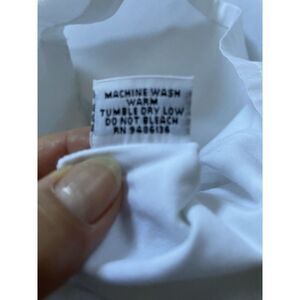 MACHINE WASH
WARM
TUMBLE DRY LOW
DO NOT BLEACH
RN 9486136